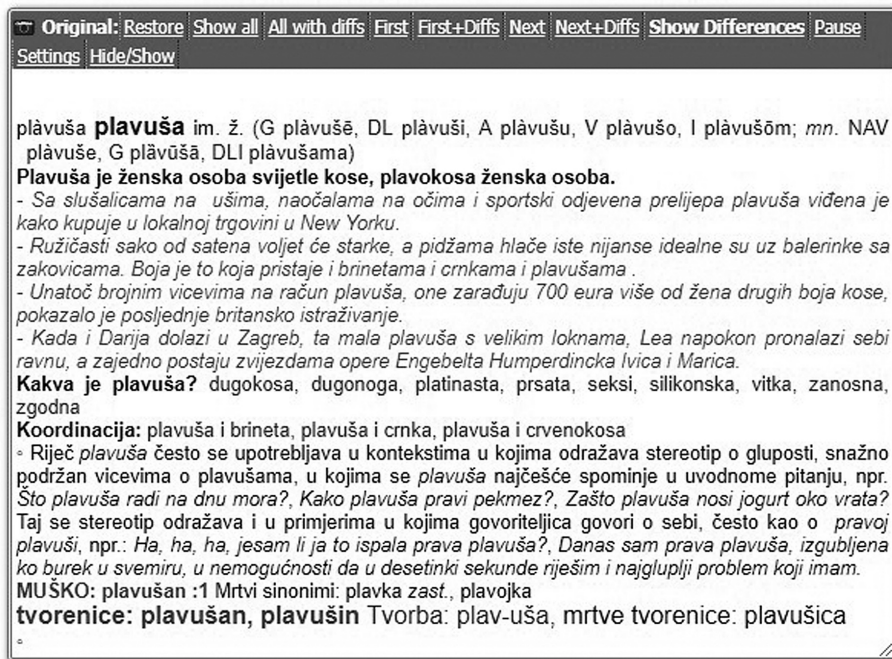 Original: Restore Show all All with diffs First First+Diffs Next Next+Diffs Show Differences Pause
Settings Hide/Show
plàvuša plavuša im. ž. (G plàvušē, DL plàvuši, A plàvušu, V plàvušo, I plàvušōm; mn. NAV
plàvuše, G plȁvūšā, DLI plàvušama)
Plavuša je ženska osoba svijetle kose, plavokosa ženska osoba.
- Sa slušalicama na ušima, naočalama na očima i sportski odjevena prelijepa plavuša viđena je
kako kupuje u lokalnoj trgovini u New Yorku.
- Ružičasti sako od satena voljet će starke, a pidžama hlače iste nijanse idealne su uz balerinke sa
zakovicama. Boja je to koja pristaje i brinetama i crnkama i plavušama .
- Unatoč brojnim vicevima na račun plavuša, one zarađuju 700 eura više od žena drugih boja kose,
pokazalo je posljednje britansko istraživanje.
- Kada i Darija dolazi u Zagreb, ta mala plavuša s velikim loknama, Lea napokon pronalazi sebi
ravnu, a zajedno postaju zvijezdama opere Engebelta Humperdincka Ivica i Marica.
Kakva je plavuša? dugokosa, dugonoga, platinasta, prsata, seksi, silikonska, vitka, zanosna,
zgodna
Koordinacija: plavuša i brineta, plavuša i crnka, plavuša i crvenokosa
◦ Riječ plavuša često se upotrebljava u kontekstima u kojima odražava stereotip o gluposti, snažno
podržan vicevima o plavušama, u kojima se plavuša najčešće spominje u uvodnome pitanju, npr.
Što plavuša radi na dnu mora?, Kako plavuša pravi pekmez?, Zašto plavuša nosi jogurt oko vrata?
Taj se stereotip odražava i u primjerima u kojima govoriteljica govori o sebi, često kao o pravoj
plavuši, npr.: Ha, ha, ha, jesam li ja to ispala prava plavuša?, Danas sam prava plavuša, izgubljena
ko burek u svemiru, u nemogućnosti da u desetinki sekunde riješim i najgluplji problem koji imam.
MUŠKO: plavušan :1 Mrtvi sinonimi: plavka zast., plavojka
tvorenice: plavušan, plavušin Tvorba: plav-uša, mrtve tvorenice: plavušica
◦